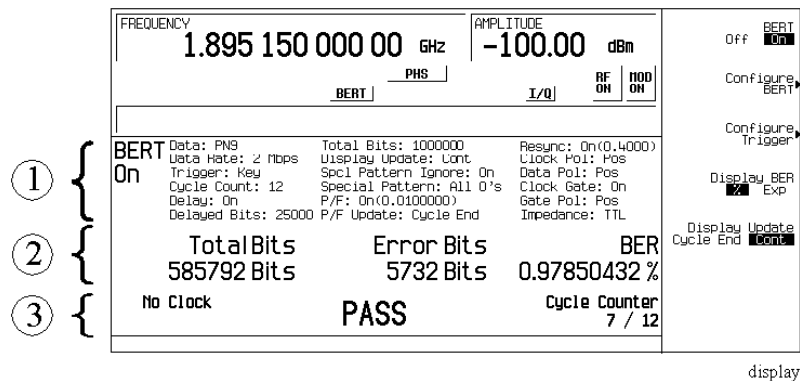 FREQUENCY
1.895 150 000 00 GHz
AMPLITUDE
-100.00 dBm
PHS
BERT
I/Q
RF ON
MOD ON
BERT
Off On
Configure BERT
Configure Trigger
Display BER
% Exp
Display Update
Cycle End Cont
1
BERT On
Data: PN9
Data Rate: 2 Mbps
Trigger: Key
Cycle Count: 12
Delay: On
Delayed Bits: 25000
Total Bits: 1000000
Display Update: Cont
Spcl Pattern Ignore: On
Special Pattern: All 0's
P/F: On(0.0100000)
P/F Update: Cycle End
Resync: On(0.4000)
Clock Pol: Pos
Data Pol: Pos
Clock Gate: On
Gate Pol: Pos
Impedance: TTL
2
Total Bits Error Bits BER
585792 Bits 5732 Bits 0.97850432 %
3
No Clock
PASS
Cycle Counter
7 / 12
display